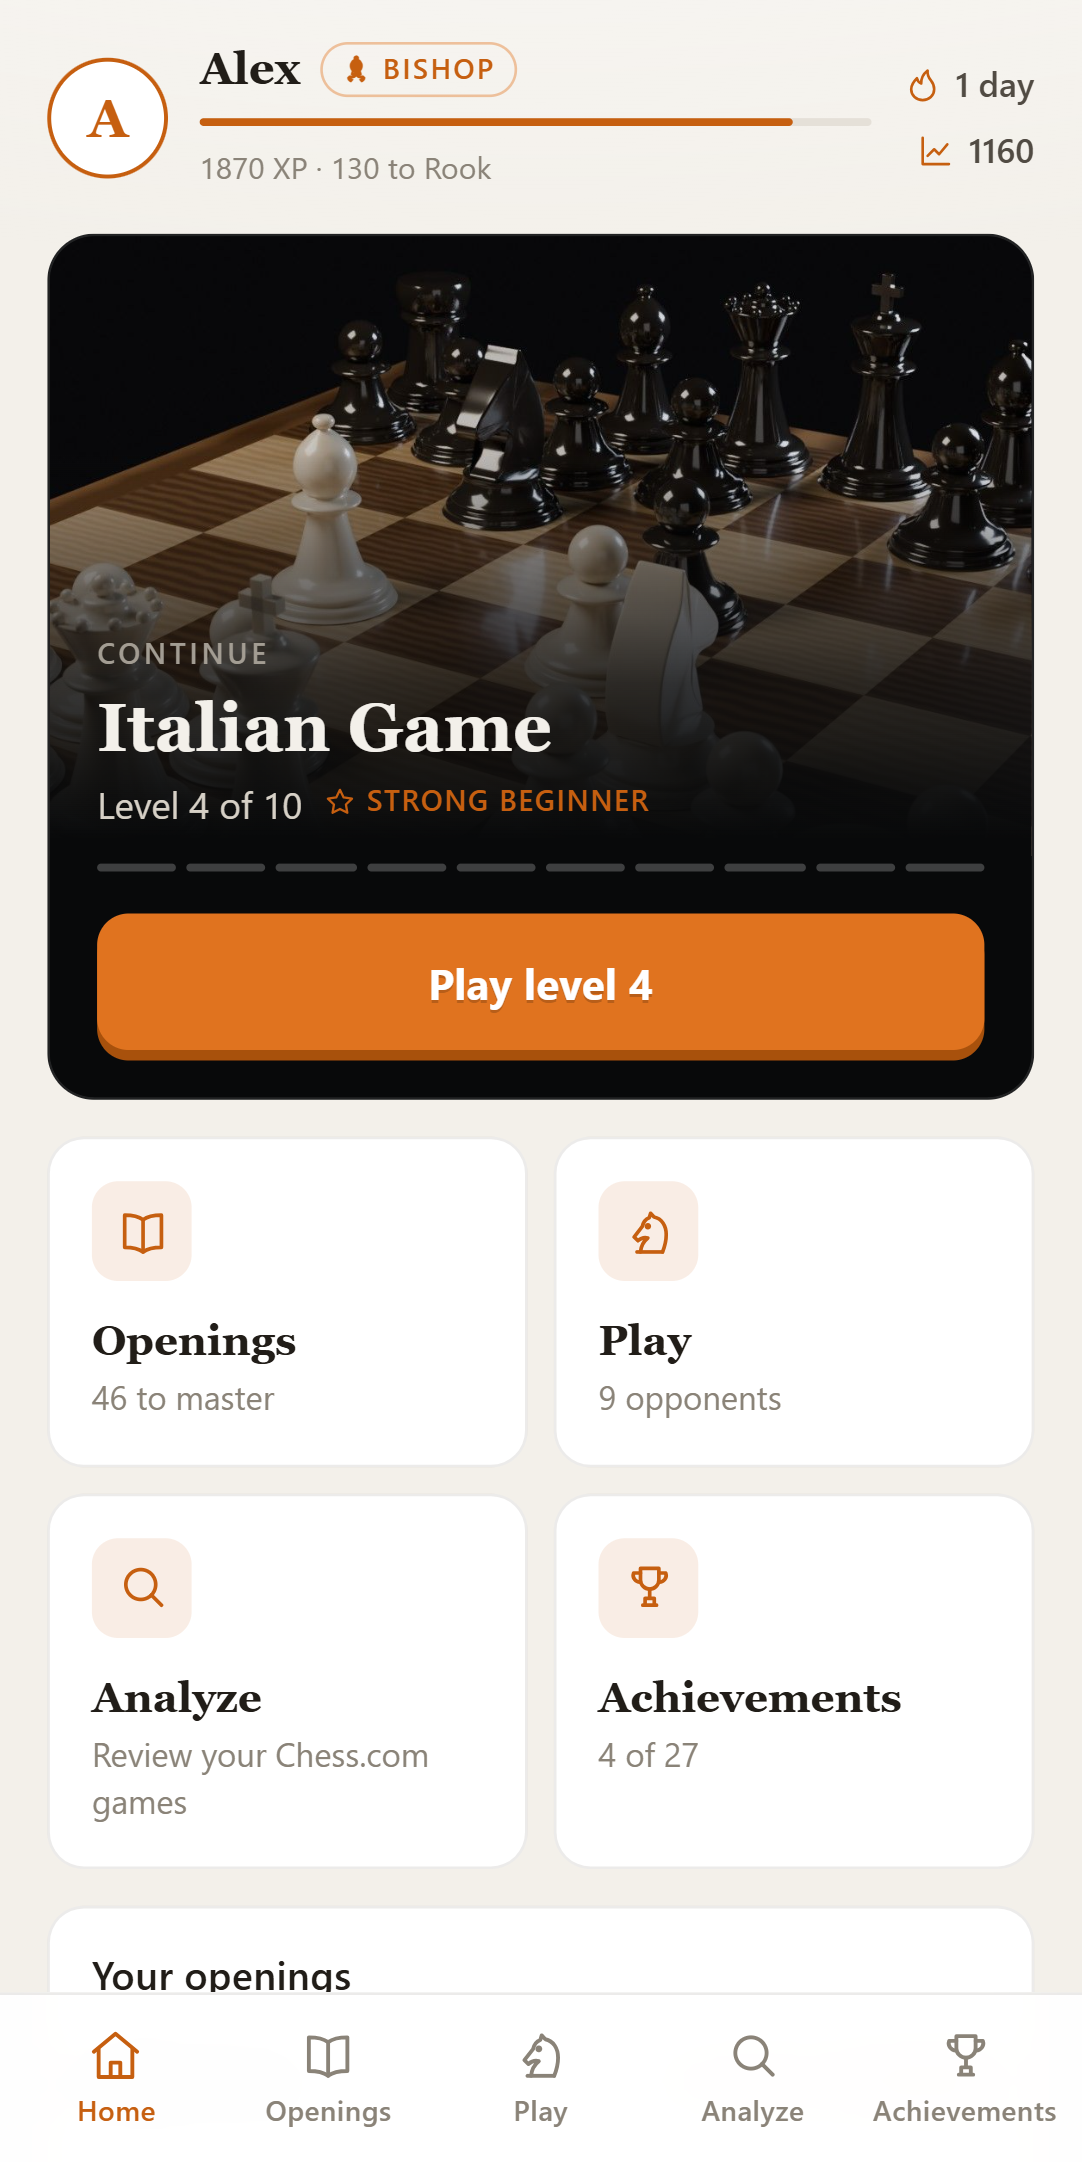 A
Alex
BISHOP
1 day
1870 XP · 130 to Rook
1160
CONTINUE
Italian Game
Level 4 of 10
STRONG BEGINNER
Play level 4
Openings
46 to master
Play
9 opponents
Analyze
Review your Chess.com
games
Achievements
4 of 27
Your openings
Home
Openings
Play
Analyze
Achievements